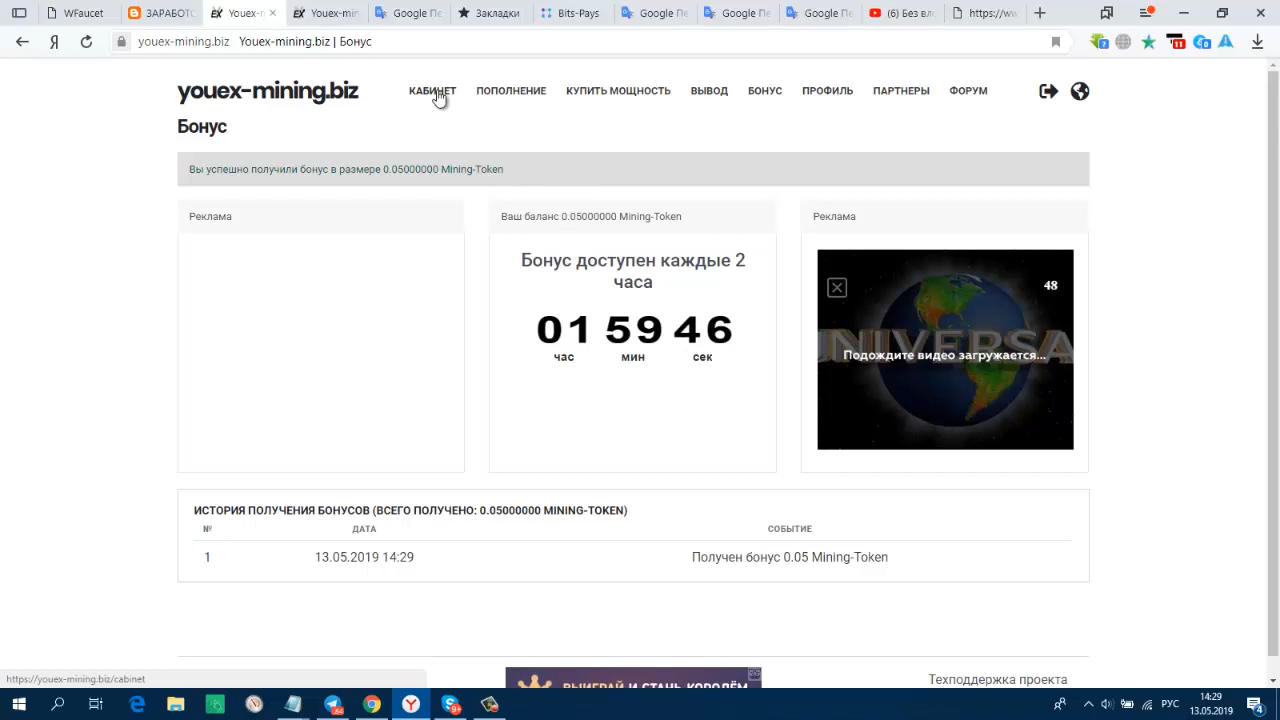 WFaucet
ЗАРАБОТО
Youex-m
Youex-min
Google Пе
Закладки
Bits-Pays
Google Пе
Google Пе
Google Пе
(6) Без вл
https://ww
youex-mining.biz Youex-mining.biz | Бонус
11
0
youex-mining.biz
КАБИНЕТ ПОПОЛНЕНИЕ КУПИТЬ МОЩНОСТЬ ВЫВОД БОНУС ПРОФИЛЬ ПАРТНЕРЫ ФОРУМ
Бонус
Вы успешно получили бонус в размере 0.05000000 Mining-Token
Реклама
Ваш баланс 0.05000000 Mining-Token
Реклама
Бонус доступен каждые 2
часа
01 59 46
час мин сек
48
UNIVERSA
Подождите видео загружается...
ИСТОРИЯ ПОЛУЧЕНИЯ БОНУСОВ (ВСЕГО ПОЛУЧЕНО: 0.05000000 MINING-TOKEN)
№ ДАТА СОБЫТИЕ
1 13.05.2019 14:29 Получен бонус 0.05 Mining-Token
https://youex-mining.biz/cabinet
ВЫИГРАЙ И СТАНЬ КОРОЛЁМ
Техподдержка проекта
РУС
14:29
13.05.2019
4